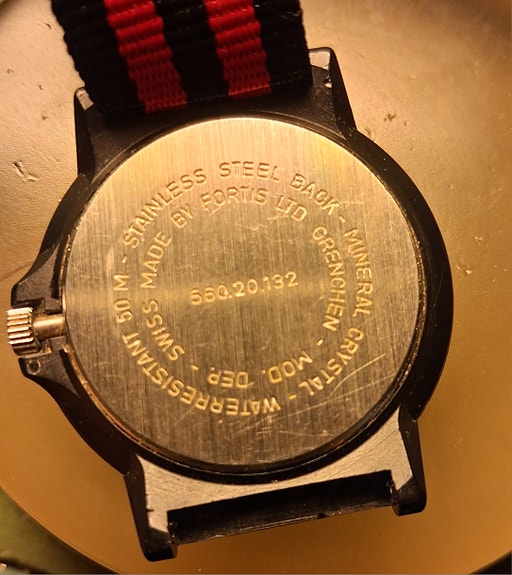 STAINLESS STEEL BACK - MINERAL CRYSTAL - WATERRESISTANT 50 M -
SWISS MADE BY FORTIS LTD GRENCHEN - MOD. DEP. -
560.20.132